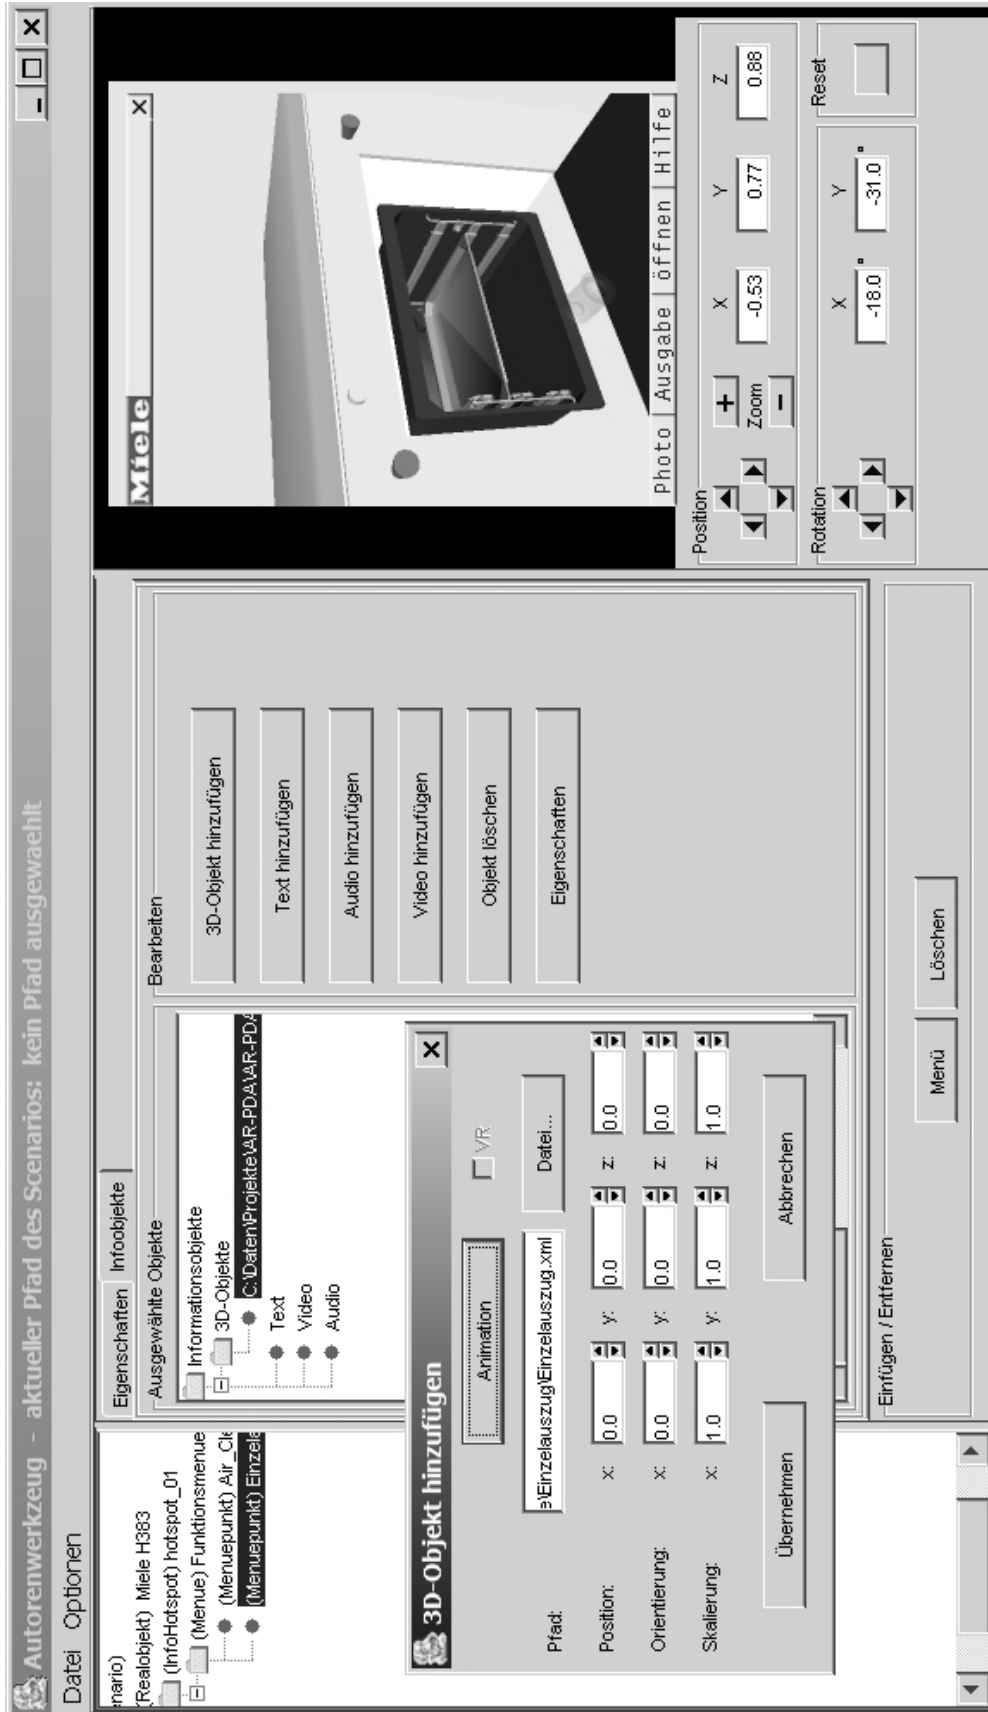 Autorenwerkzeug - aktueller Pfad des Scenarios: kein Pfad ausgewaehlt
Datei Optionen
nario)
(Realobjekt) Miele H383
(InfoHotspot) hotspot_01
(Menue) Funktionsmenue
(Menuepunkt) Air_Cle
(Menuepunkt) Einzela
Eigenschaften Infoobjekte
Ausgewählte Objekte
Informationsobjekte
3D-Objekte
C:\Daten\Projekte\AR-PDA\AR-PDA
Text
Video
Audio
Bearbeiten
3D-Objekt hinzufügen
Text hinzufügen
Audio hinzufügen
Video hinzufügen
Objekt löschen
Eigenschaften
3D-Objekt hinzufügen
Animation VR
Pfad: e\Einzelauszug\Einzelauszug.xml Datei...
Position: x: 0.0 y: 0.0 z: 0.0
Orientierung: 0.0 0.0 0.0
Skalierung: x: 1.0 y: 1.0 z: 1.0
Übernehmen Abbrechen
Einfügen / Entfernen
Menü Löschen
Miele
Photo Ausgabe öffnen Hilfe
Position
Zoom
X Y Z
-0.53 0.77 0.88
Rotation
X Y
-18.0 ° -31.0 °
Reset